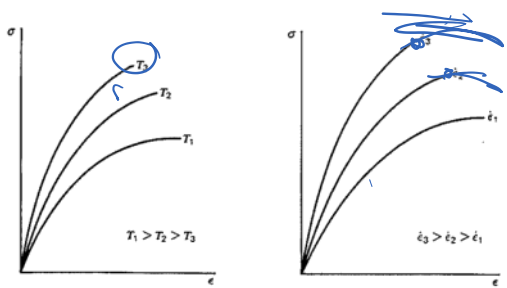 σ
T₃
T₂
T₁
T₁ > T₂ > T₃
ϵ
σ
ϵ̇₁
ϵ̇₃ > ϵ̇₂ > ϵ̇₁
ϵ